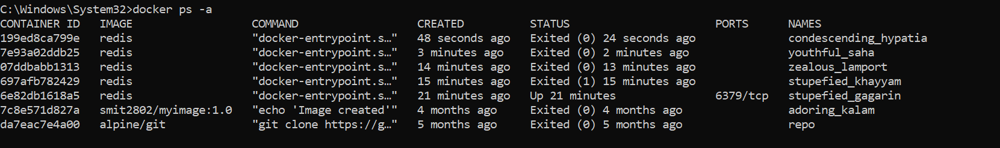 C:\Windows\System32>docker ps -a
CONTAINER ID   IMAGE                  COMMAND                  CREATED          STATUS                      PORTS      NAMES
199ed8ca799e   redis                  "docker-entrypoint.s…"   48 seconds ago   Exited (0) 24 seconds ago              condescending_hypatia
7e93a02ddb25   redis                  "docker-entrypoint.s…"   3 minutes ago    Exited (0) 2 minutes ago               youthful_saha
07ddbabb1313   redis                  "docker-entrypoint.s…"   14 minutes ago   Exited (0) 13 minutes ago              zealous_lamport
697afb782429   redis                  "docker-entrypoint.s…"   15 minutes ago   Exited (1) 15 minutes ago              stupefied_khayyam
6e82db1618a5   redis                  "docker-entrypoint.s…"   21 minutes ago   Up 21 minutes               6379/tcp   stupefied_gagarin
7c8e571d827a   smit2802/myimage:1.0   "echo 'Image created'"   4 months ago     Exited (0) 4 months ago                adoring_kalam
da7eac7e4a00   alpine/git             "git clone https://g…"   5 months ago     Exited (0) 5 months ago                repo